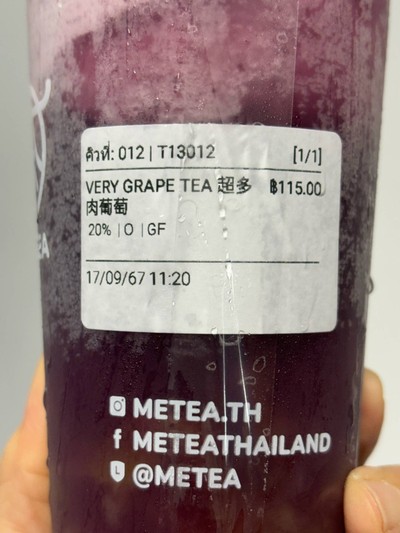 คิวที่: 012 | T13012 [1/1]
VERY GRAPE TEA 超多 ฿115.00
肉葡萄
20% | O | GF
17/09/67 11:20
EA
METEA.TH
f METEATHAILAND
L @METEA